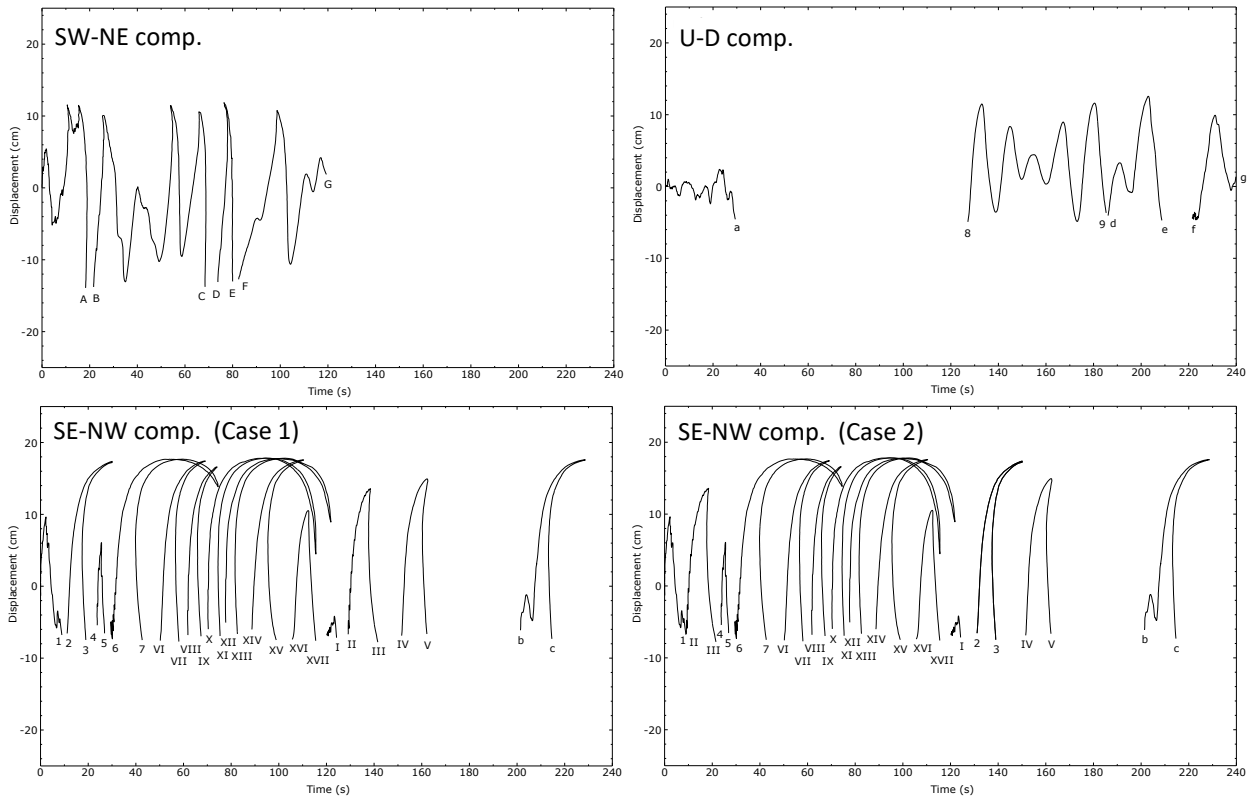 SW-NE comp.
Displacement (cm)
20
10
0
-10
-20
A
B
C
D
E
F
G
0 20 40 60 80 100 120 140 160 180 200 220 240
Time (s)
U-D comp.
Displacement (cm)
20
10
0
-10
-20
a
8
9
d
e
f
g
0 20 40 60 80 100 120 140 160 180 200 220 240
Time (s)
SE-NW comp. (Case 1)
Displacement (cm)
20
10
0
-10
-20
1
2
3
4
5
6
7
VI
VII
VIII
IX
X
XI
XII
XIII
XIV
XV
XVI
XVII
I
II
III
IV
V
b
c
0 20 40 60 80 100 120 140 160 180 200 220 240
Time (s)
SE-NW comp. (Case 2)
Displacement (cm)
20
10
0
-10
-20
1
II
III
4
5
6
7
VI
VII
VIII
IX
X
XI
XII
XIII
XIV
XV
XVI
XVII
I
2
3
IV
V
b
c
0 20 40 60 80 100 120 140 160 180 200 220 240
Time (s)